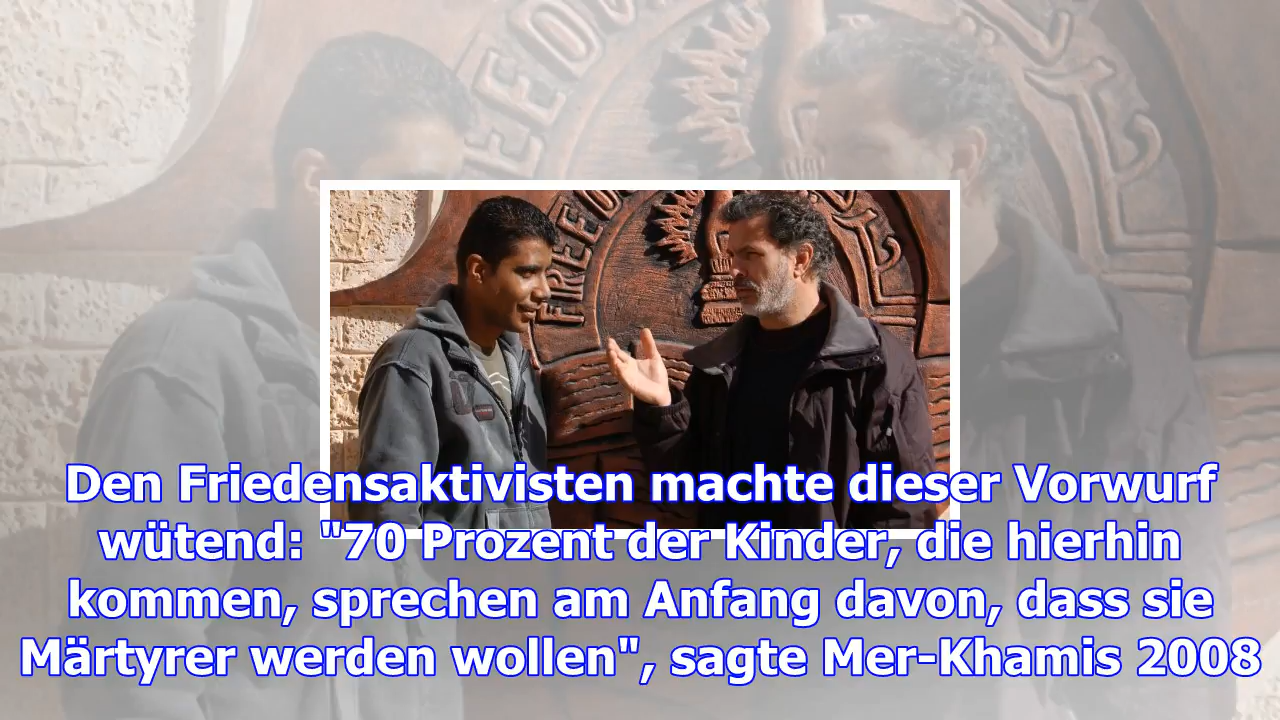 FREEDO
Den Friedensaktivisten machte dieser Vorwurf
wütend: "70 Prozent der Kinder, die hierhin
kommen, sprechen am Anfang davon, dass sie
Märtyrer werden wollen", sagte Mer-Khamis 2008